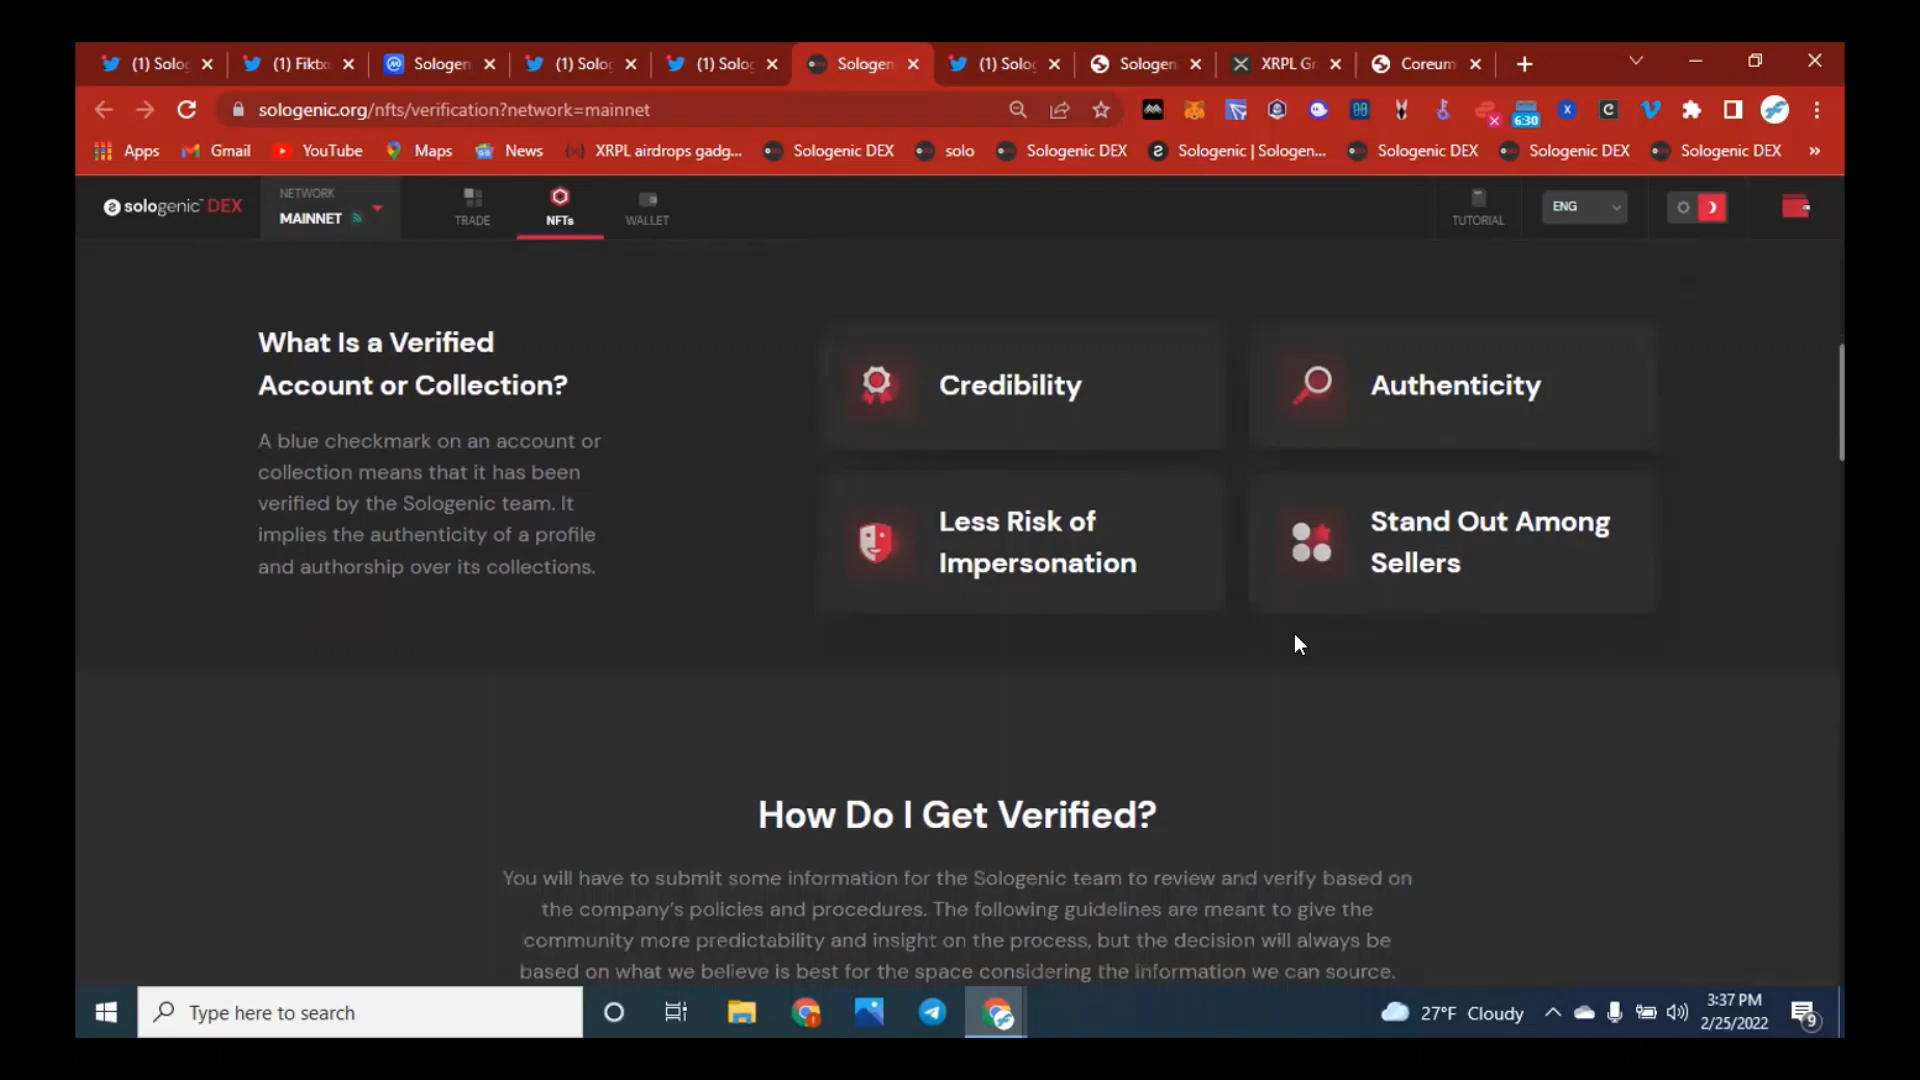 (1) Solog
(1) Fiktx
Sologen
(1) Solog
(1) Solog
Sologen
(1) Solog
Sologen
XRPL Gr
Coreum
sologenic.org/nfts/verification?network=mainnet
6:30
Apps
Gmail
YouTube
Maps
News
XRPL airdrops gadg...
Sologenic DEX
solo
Sologenic DEX
Sologenic | Sologen...
Sologenic DEX
Sologenic DEX
Sologenic DEX
»
sologenic DEX
NETWORK
MAINNET
TRADE
NFTs
WALLET
TUTORIAL
ENG
What Is a Verified
Account or Collection?
A blue checkmark on an account or
collection means that it has been
verified by the Sologenic team. It
implies the authenticity of a profile
and authorship over its collections.
Credibility
Authenticity
Less Risk of
Impersonation
Stand Out Among
Sellers
How Do I Get Verified?
You will have to submit some information for the Sologenic team to review and verify based on
the company's policies and procedures. The following guidelines are meant to give the
community more predictability and insight on the process, but the decision will always be
based on what we believe is best for the space considering the information we can source.
Type here to search
27°F Cloudy
3:37 PM
2/25/2022
9